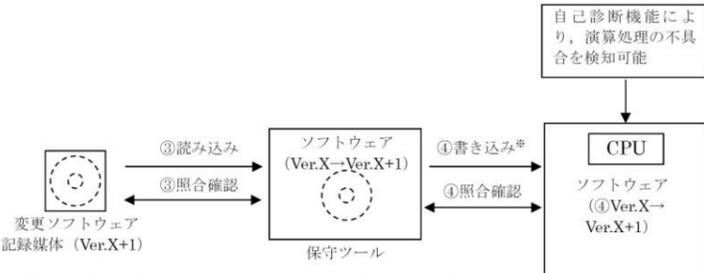 自己診断機能によ
り，演算処理の不具
合を検知可能
③読み込み
③照合確認
変更ソフトウェア
記録媒体（Ver.X+1）
ソフトウェア
(Ver.X→Ver.X+1)
保守ツール
④書き込み※
④照合確認
CPU
ソフトウェア
（④Ver.X→
Ver.X+1）